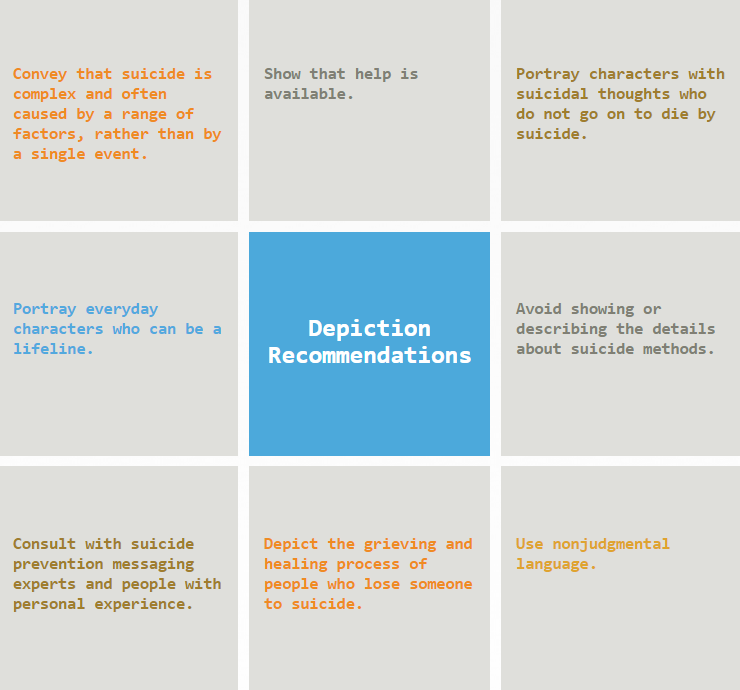 Convey that suicide is
complex and often
caused by a range of
factors, rather than by
a single event.
Show that help is
available.
Portray characters with
suicidal thoughts who
do not go on to die by
suicide.
Portray everyday
characters who can be a
lifeline.
Depiction
Recommendations
Avoid showing or
describing the details
about suicide methods.
Consult with suicide
prevention messaging
experts and people with
personal experience.
Depict the grieving and
healing process of
people who lose someone
to suicide.
Use nonjudgmental
language.